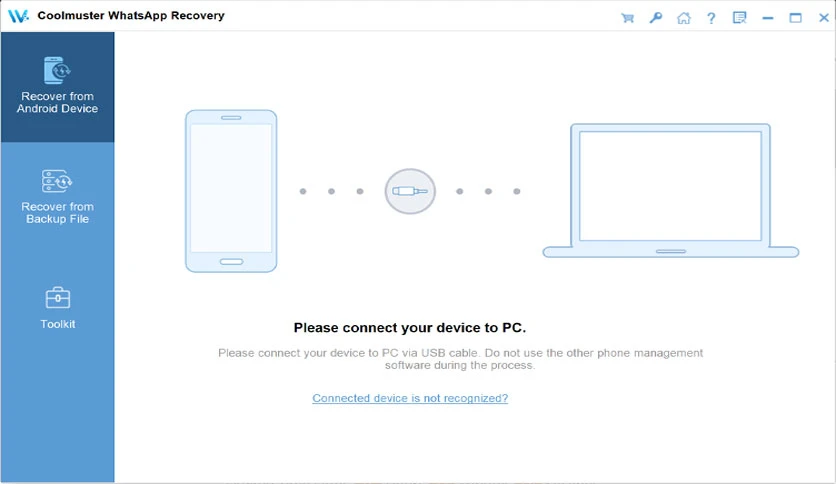 Coolmuster WhatsApp Recovery
Recover from
Android Device
Recover from
Backup File
Toolkit
Please connect your device to PC.
Please connect your device to PC via USB cable. Do not use the other phone management
software during the process.
Connected device is not recognized?